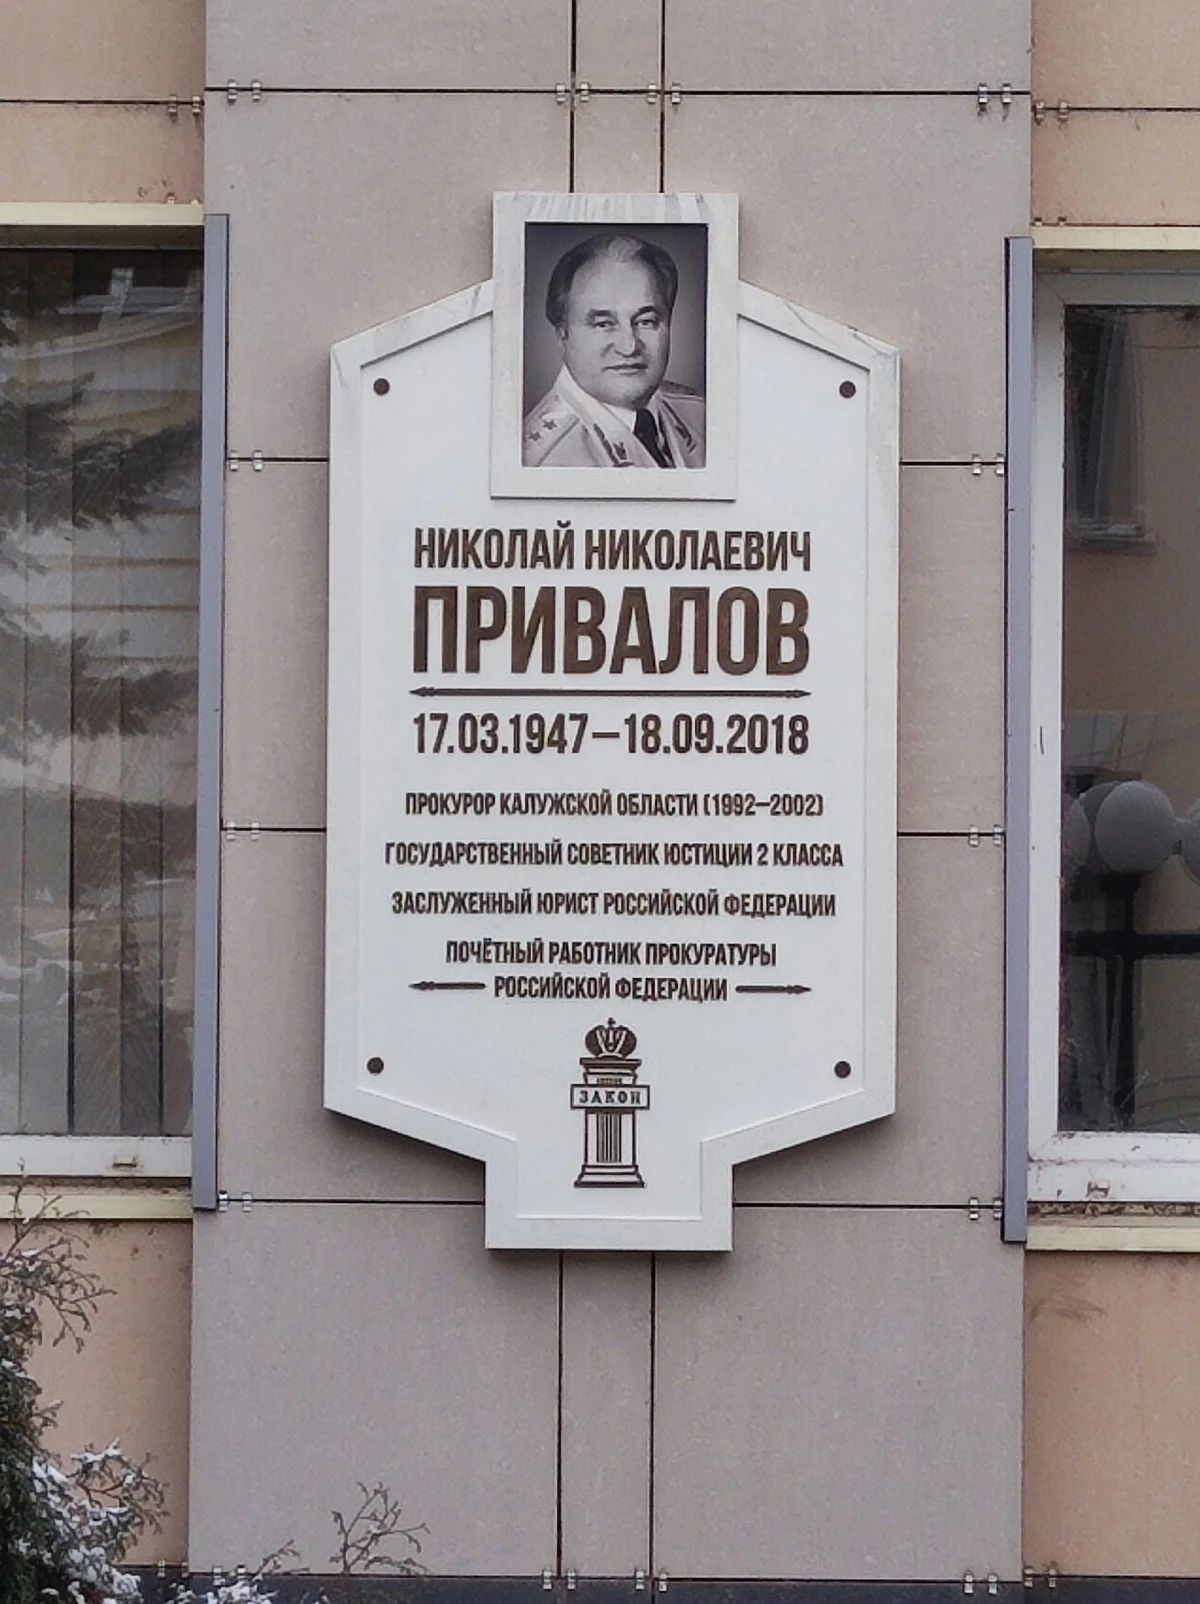 НИКОЛАЙ НИКОЛАЕВИЧ
ПРИВАЛОВ
17.03.1947–18.09.2018
ПРОКУРОР КАЛУЖСКОЙ ОБЛАСТИ (1992–2002)
ГОСУДАРСТВЕННЫЙ СОВЕТНИК ЮСТИЦИИ 2 КЛАССА
ЗАСЛУЖЕННЫЙ ЮРИСТ РОССИЙСКОЙ ФЕДЕРАЦИИ
ПОЧЁТНЫЙ РАБОТНИК ПРОКУРАТУРЫ
РОССИЙСКОЙ ФЕДЕРАЦИИ
ЗАКОН